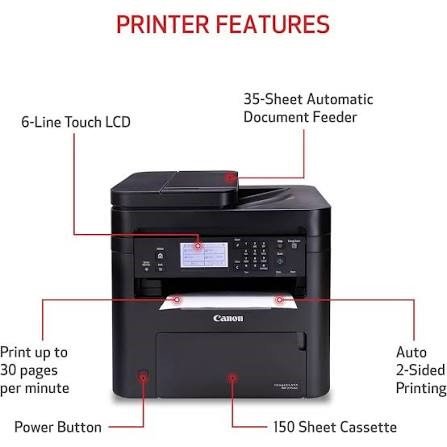 PRINTER FEATURES
35-Sheet Automatic
Document Feeder
6-Line Touch LCD
Canon
Print up to
30 pages
per minute
Auto
2-Sided
Printing
Power Button
150 Sheet Cassette